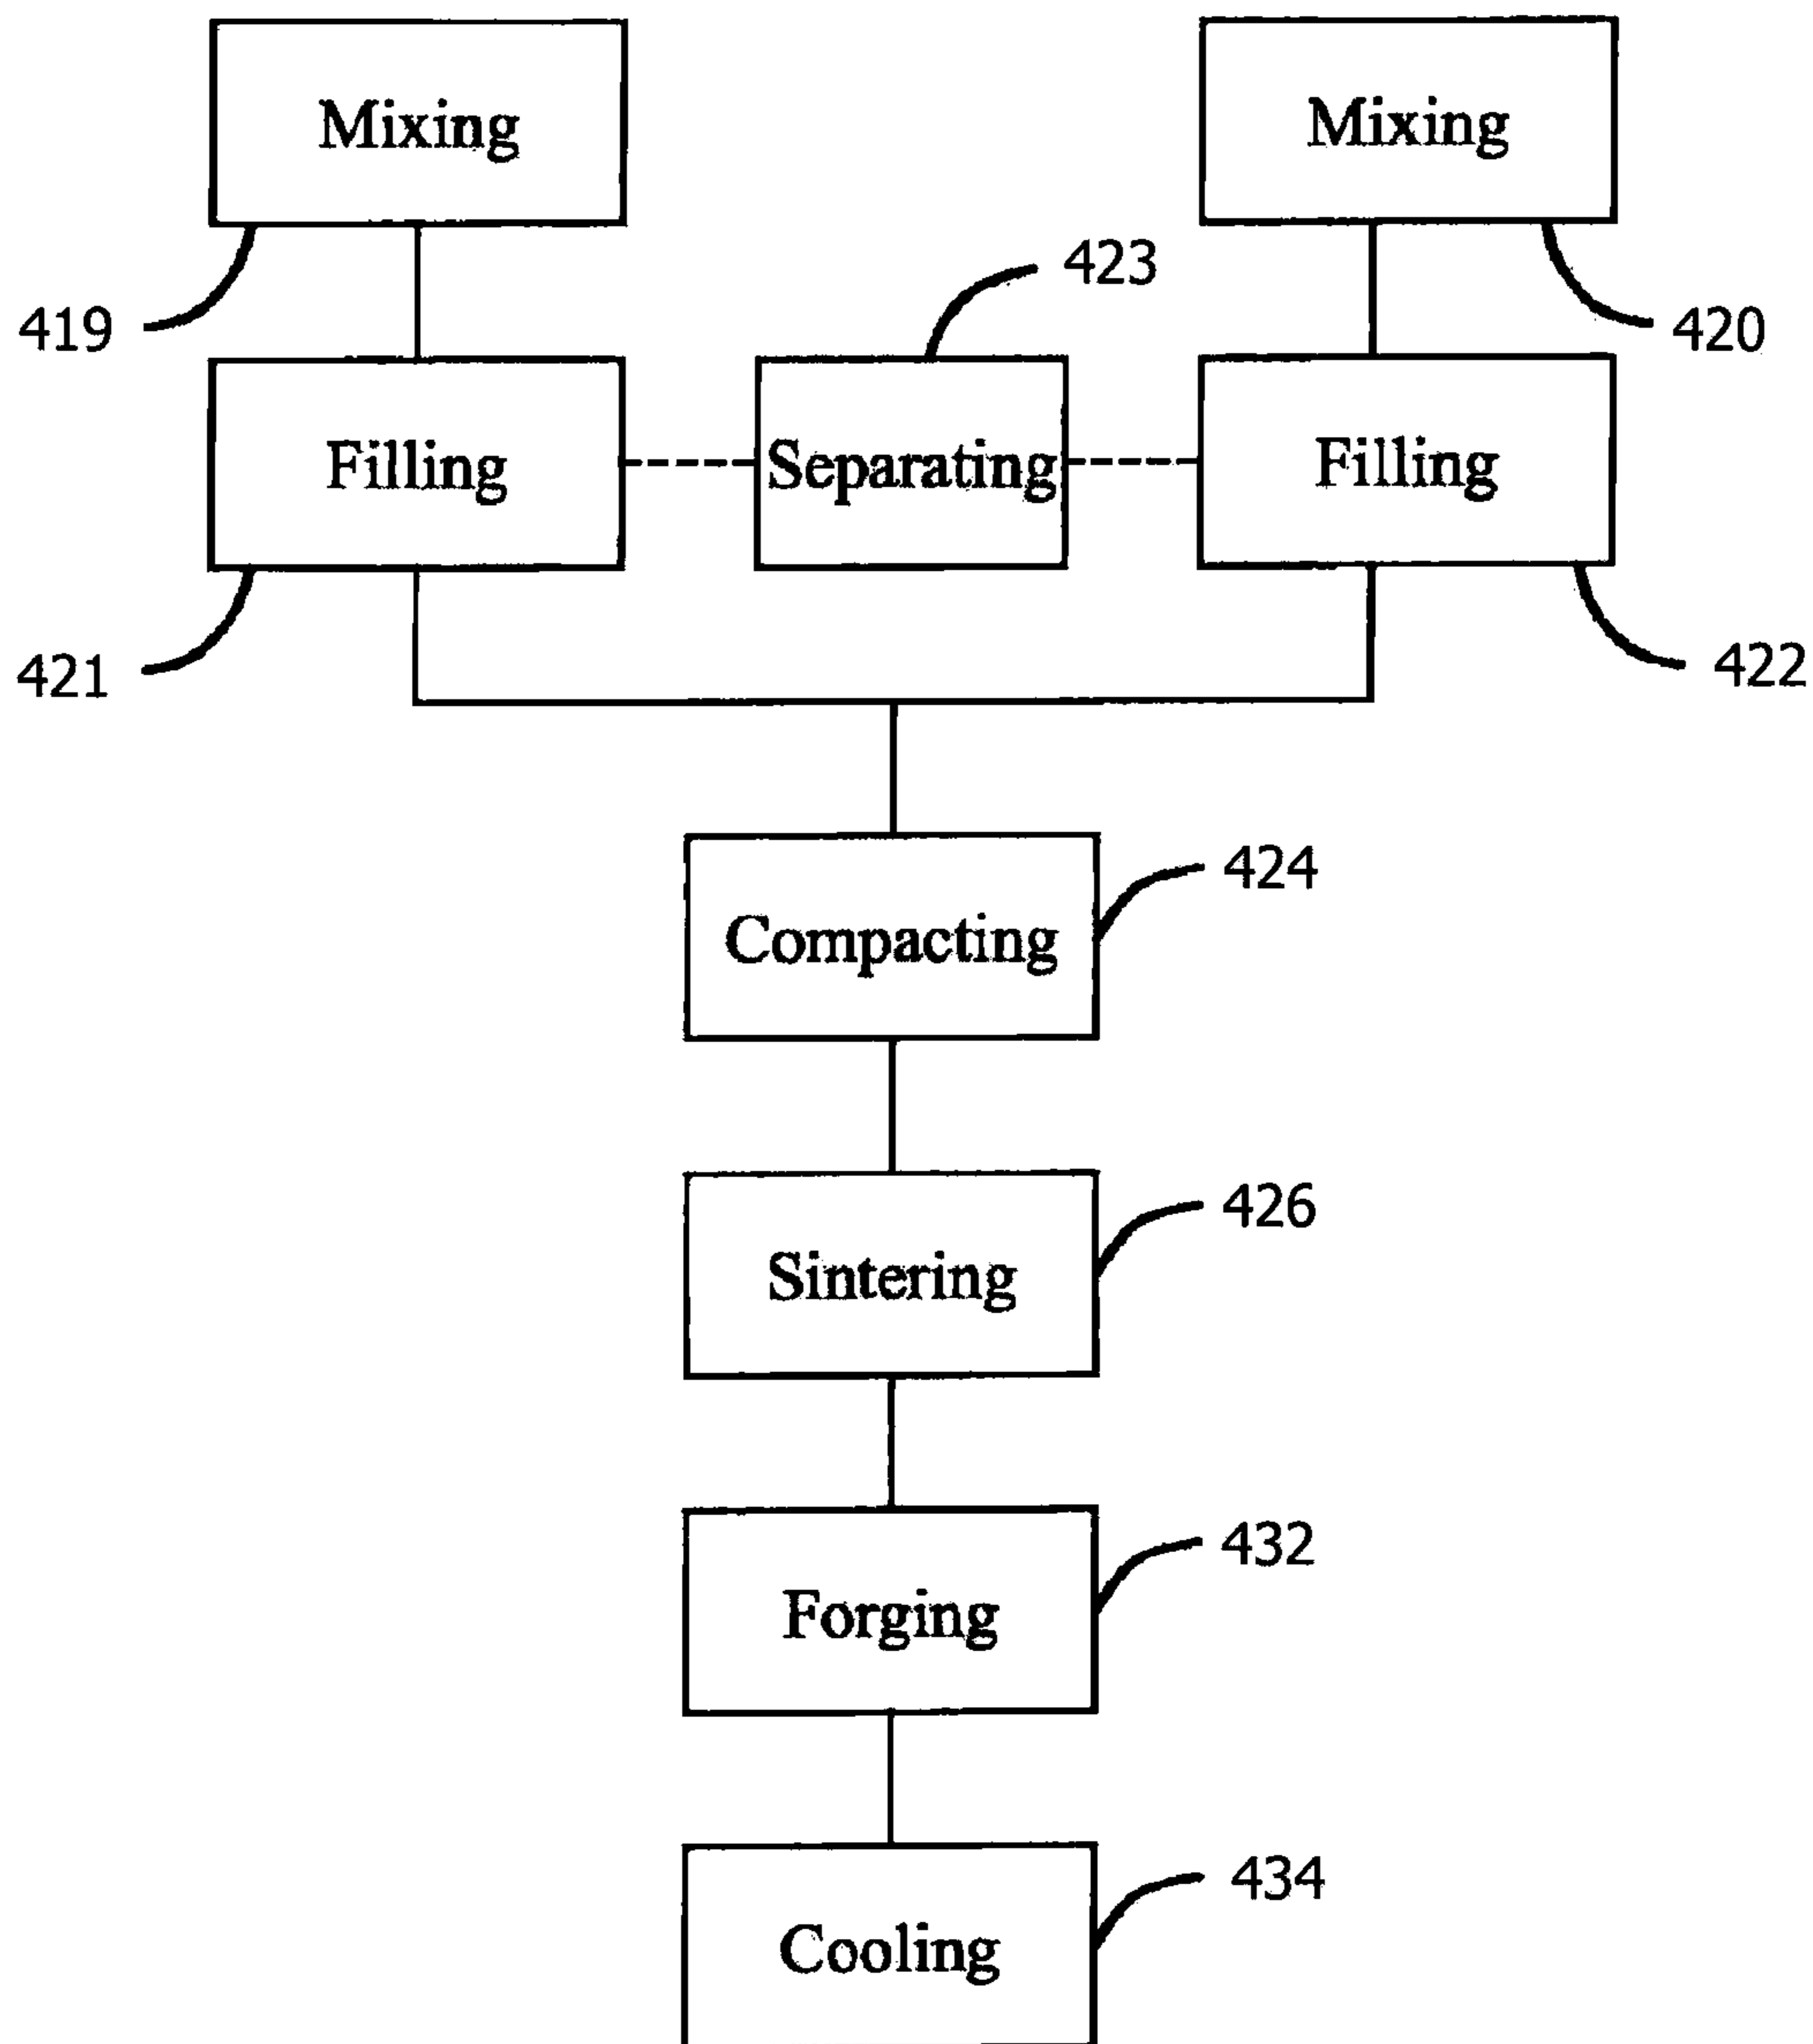 Mixing
Mixing
423
419
420
Filling
Separating
Filling
421
422
424
Compacting
426
Sintering
432
Forging
434
Cooling